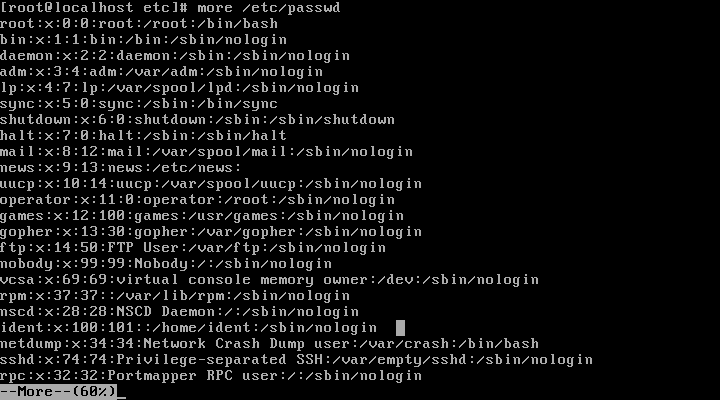 [root@localhost etc]# more /etc/passwd
root:x:0:0:root:/root:/bin/bash
bin:x:1:1:bin:/bin:/sbin/nologin
daemon:x:2:2:daemon:/sbin:/sbin/nologin
adm:x:3:4:adm:/var/adm:/sbin/nologin
lp:x:4:7:lp:/var/spool/lpd:/sbin/nologin
sync:x:5:0:sync:/sbin:/bin/sync
shutdown:x:6:0:shutdown:/sbin:/sbin/shutdown
halt:x:7:0:halt:/sbin:/sbin/halt
mail:x:8:12:mail:/var/spool/mail:/sbin/nologin
news:x:9:13:news:/etc/news:
uucp:x:10:14:uucp:/var/spool/uucp:/sbin/nologin
operator:x:11:0:operator:/root:/sbin/nologin
games:x:12:100:games:/usr/games:/sbin/nologin
gopher:x:13:30:gopher:/var/gopher:/sbin/nologin
ftp:x:14:50:FTP User:/var/ftp:/sbin/nologin
nobody:x:99:99:Nobody:/:/sbin/nologin
vcsa:x:69:69:virtual console memory owner:/dev:/sbin/nologin
rpm:x:37:37::/var/lib/rpm:/sbin/nologin
nscd:x:28:28:NSCD Daemon:/:/sbin/nologin
ident:x:100:101::/home/ident:/sbin/nologin
netdump:x:34:34:Network Crash Dump user:/var/crash:/bin/bash
sshd:x:74:74:Privilege-separated SSH:/var/empty/sshd:/sbin/nologin
rpc:x:32:32:Portmapper RPC user:/:/sbin/nologin
--More--(60%)